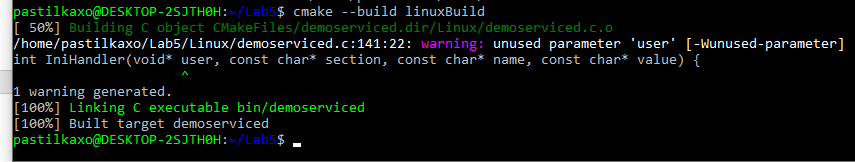 pastilkaxo@DESKTOP-2SJTH0H:~/Lab5$ cmake --build linuxBuild
[ 50%] Building C object CMakeFiles/demoserviced.dir/Linux/demoserviced.c.o
/home/pastilkaxo/Lab5/Linux/demoserviced.c:141:22: warning: unused parameter 'user' [-Wunused-parameter]
int IniHandler(void* user, const char* section, const char* name, const char* value) {
^
1 warning generated.
[100%] Linking C executable bin/demoserviced
[100%] Built target demoserviced
pastilkaxo@DESKTOP-2SJTH0H:~/Lab5$